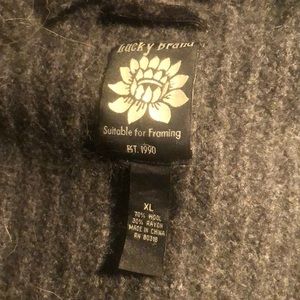 Lucky Brand
Suitable for Framing
EST. 1990
XL
70% WOOL
30% RAYON
MADE IN CHINA
RN 80318